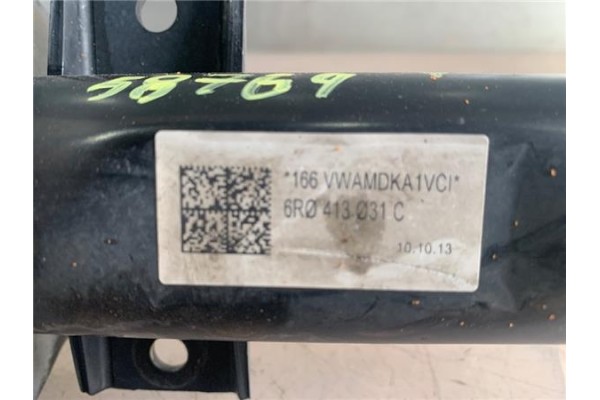 58769
*166 VWAMDKA1VCI*
6RØ 413 Ø31 C
10.10.13